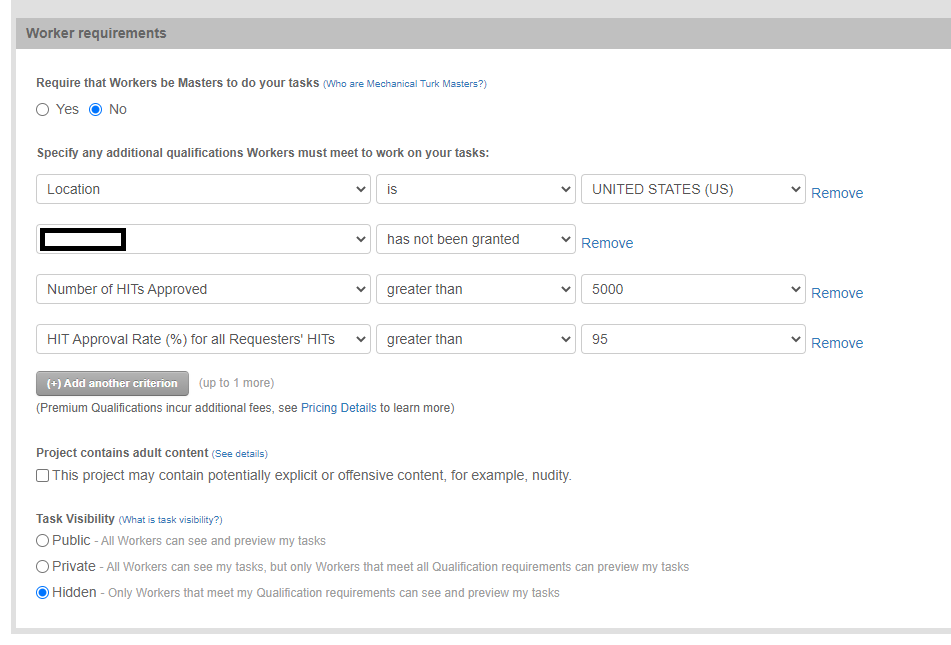 Worker requirements
Require that Workers be Masters to do your tasks (Who are Mechanical Turk Masters?)
Yes No
Specify any additional qualifications Workers must meet to work on your tasks:
Location is UNITED STATES (US) Remove
has not been granted Remove
Number of HITs Approved greater than 5000 Remove
HIT Approval Rate (%) for all Requesters' HITs greater than 95 Remove
(+) Add another criterion (up to 1 more)
(Premium Qualifications incur additional fees, see Pricing Details to learn more)
Project contains adult content (See details)
This project may contain potentially explicit or offensive content, for example, nudity.
Task Visibility (What is task visibility?)
Public - All Workers can see and preview my tasks
Private - All Workers can see my tasks, but only Workers that meet all Qualification requirements can preview my tasks
Hidden - Only Workers that meet my Qualification requirements can see and preview my tasks